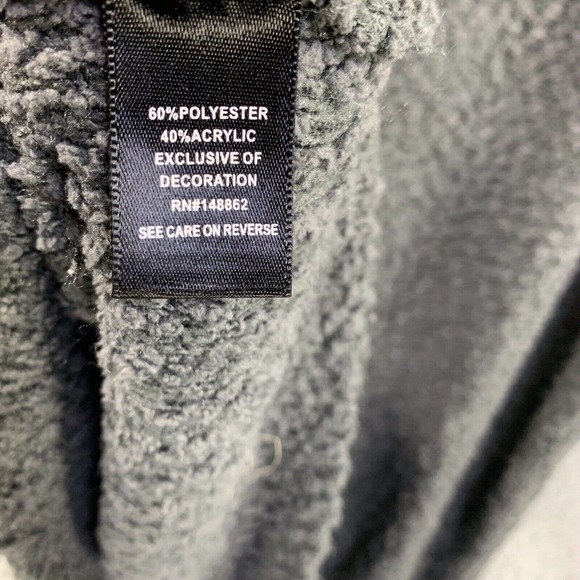 60%POLYESTER
40%ACRYLIC
EXCLUSIVE OF
DECORATION
RN#148862
SEE CARE ON REVERSE